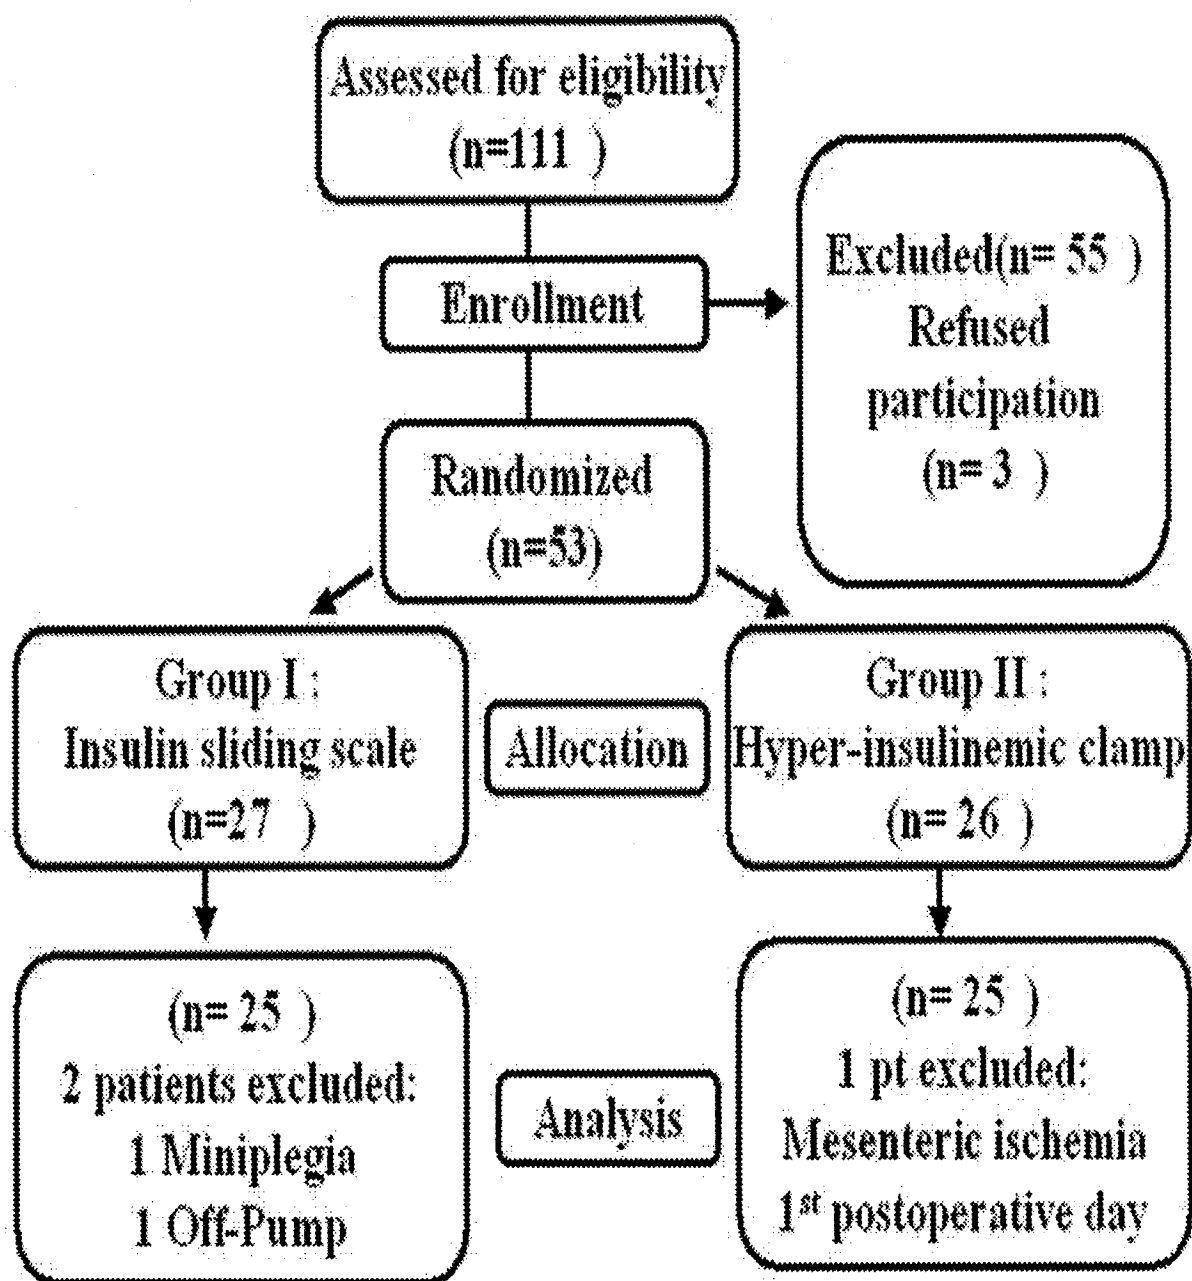 Assessed for eligibility
(n=111 )
Enrollment
Excluded(n= 55 )
Refused
participation
(n= 3 )
Randomized
(n=53)
Group I :
Insulin sliding scale
(n=27 )
Allocation
Group II :
Hyper-insulinemic clamp
(n= 26 )
(n= 25 )
2 patients excluded:
1 Miniplegia
1 Off-Pump
Analysis
(n= 25 )
1 pt excluded:
Mesenteric ischemia
1st postoperative day